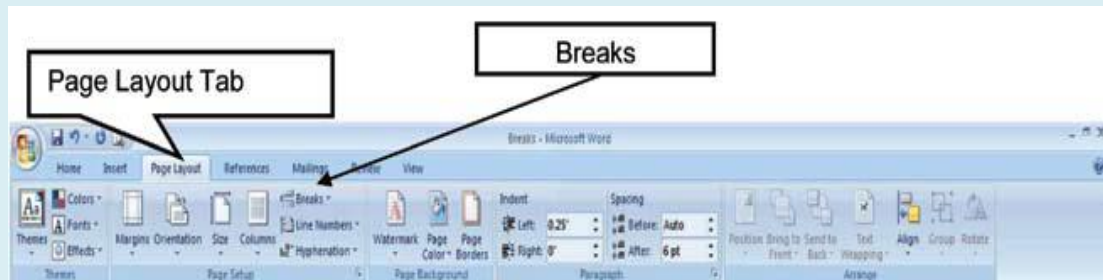 Breaks
Page Layout Tab
Breaks - Microsoft Word
Home Insert Page Layout References Mailings Review View
Colors Breaks Indent Spacing
Aa
Fonts Line Numbers Left: 0.25" Before: Auto
Themes Effects Margins Orientation Size Columns Hyphenation Watermark Page Color Page Borders Right: 0" After: 6 pt Position Bring to Front Send to Back Text Wrapping Align Group Rotate
Themes Page Setup Page Background Paragraph Arrange